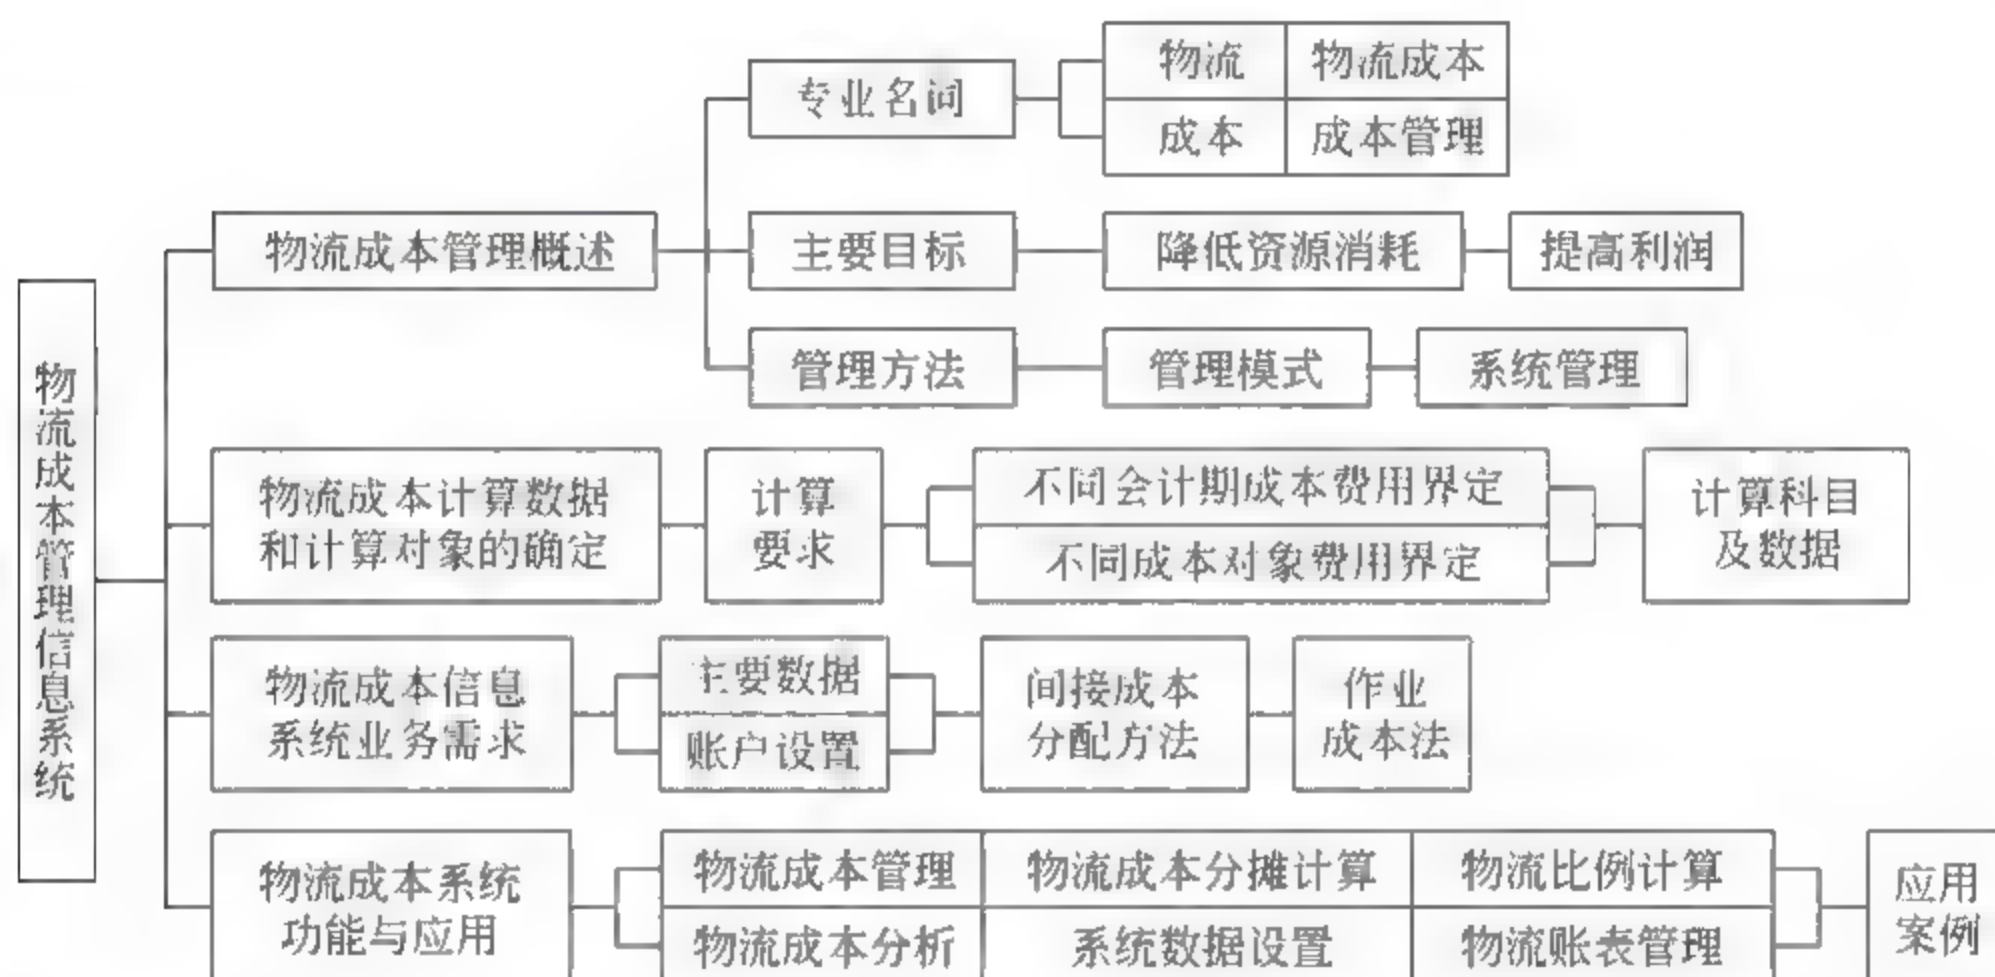 物流成本管理信息系统
物流成本管理概述
专业名词
物流 物流成本
成本 成本管理
主要目标
降低资源消耗
提高利润
管理方法
管理模式
系统管理
物流成本计算数据
和计算对象的确定
计算
要求
不同会计期成本费用界定
不同成本对象费用界定
计算科目
及数据
物流成本信息
系统业务需求
主要数据
账户设置
间接成本
分配方法
作业
成本法
物流成本系统
功能与应用
物流成本管理 物流成本分摊计算 物流比例计算
物流成本分析 系统数据设置 物流账表管理
应用
案例